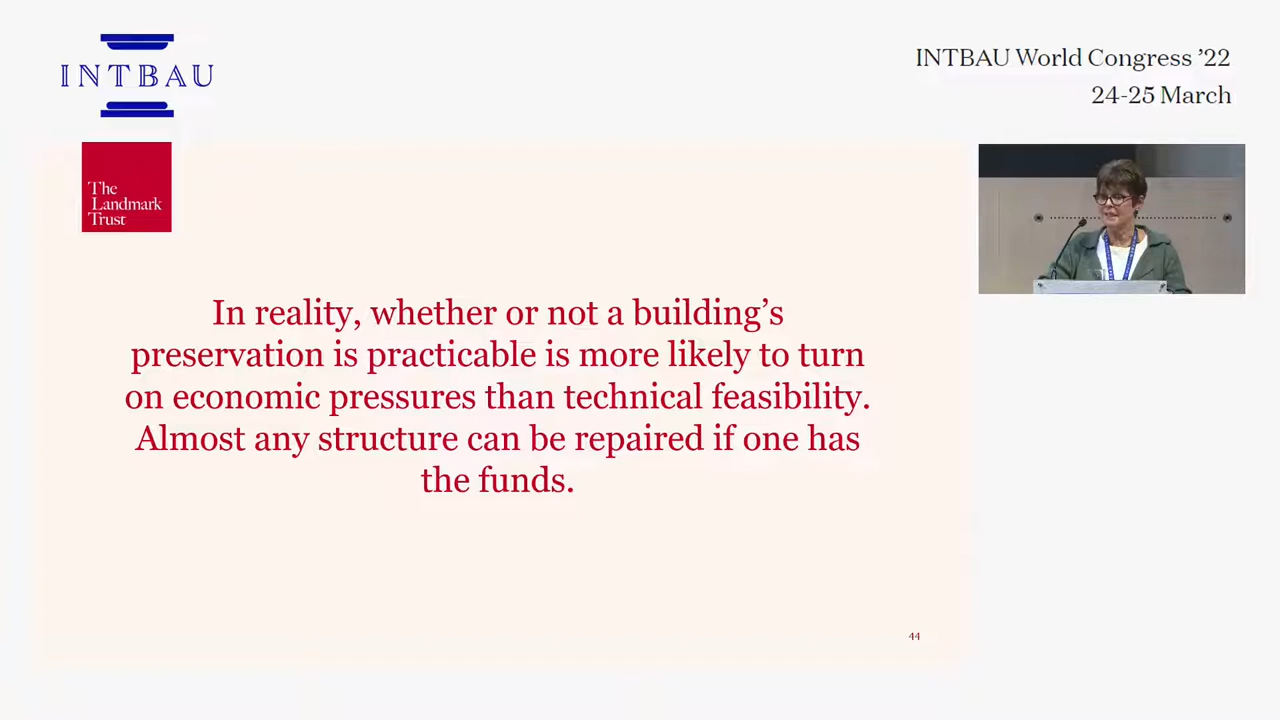 INTBAU
INTBAU World Congress ’22
24-25 March
The
Landmark
Trust
In reality, whether or not a building’s
preservation is practicable is more likely to turn
on economic pressures than technical feasibility.
Almost any structure can be repaired if one has
the funds.
44